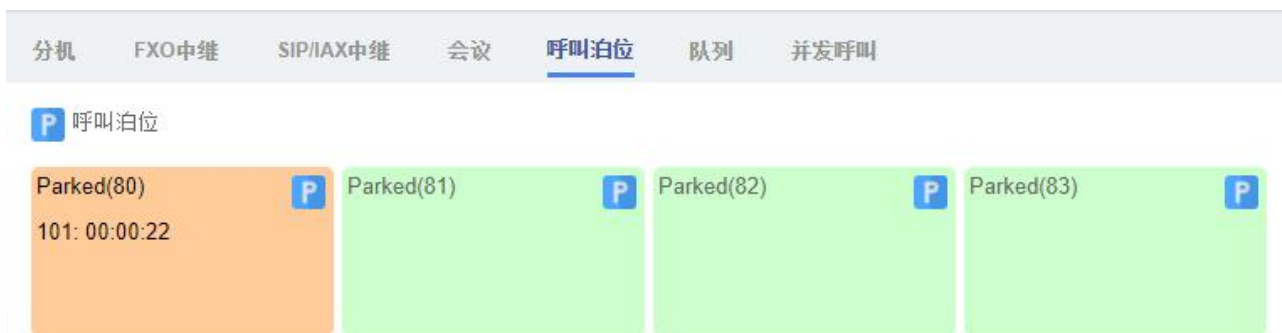 分机 FXO中继 SIP/IAX中继 会议 呼叫泊位 队列 并发呼叫
P 呼叫泊位
Parked(80) P Parked(81) P Parked(82) P Parked(83) P
101: 00:00:22